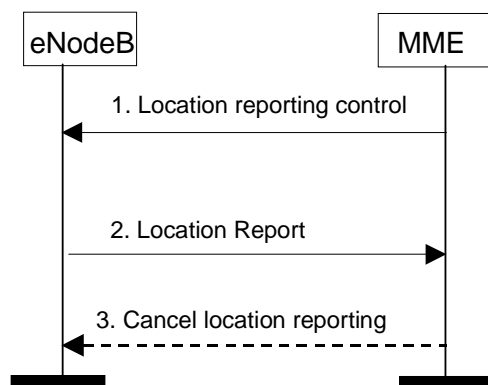 eNodeB
MME
1. Location reporting control
2. Location Report
3. Cancel location reporting